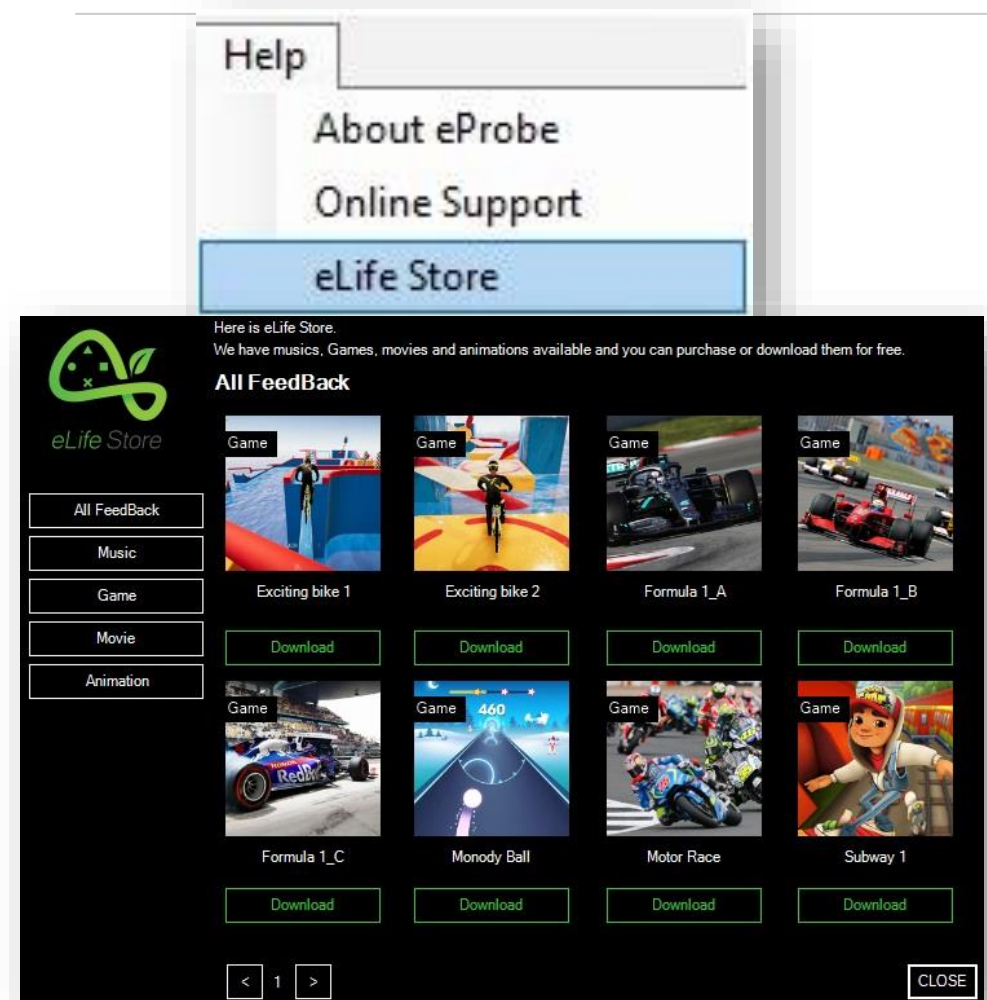 Help
About eProbe
Online Support
eLife Store
Here is eLife Store.
We have musics, Games, movies and animations available and you can purchase or download them for free.
eLife Store
All FeedBack
All FeedBack
Music
Game
Movie
Animation
Game
Game
Game
Game
Exciting bike 1
Exciting bike 2
Formula 1_A
Formula 1_B
Download
Download
Download
Download
Game
Game
460
Game
Game
HONDA
RedBull
Formula 1_C
Monody Ball
Motor Race
Subway 1
Download
Download
Download
Download
< 1 >
CLOSE